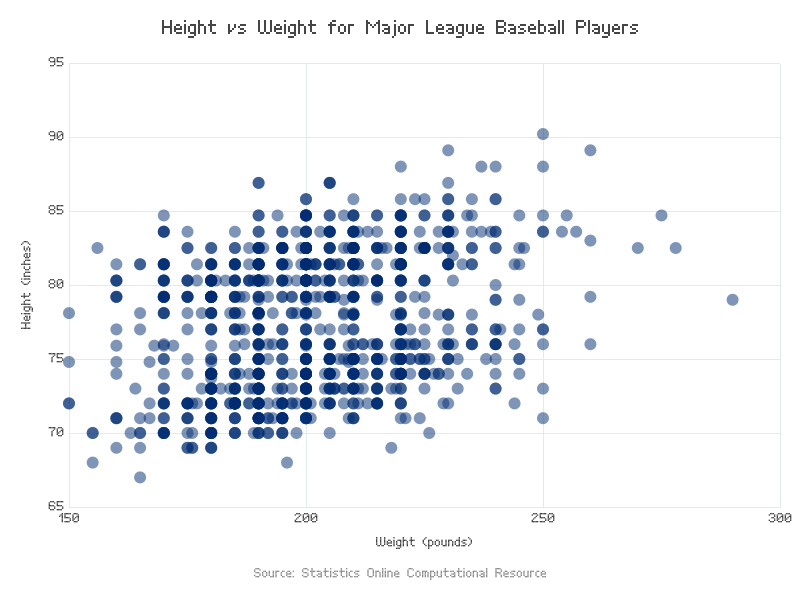 Height vs Weight for Major League Baseball Players
95
90
85
80
75
70
65
Height (inches)
150
200
250
300
Weight (pounds)
Source: Statistics Online Computational Resource